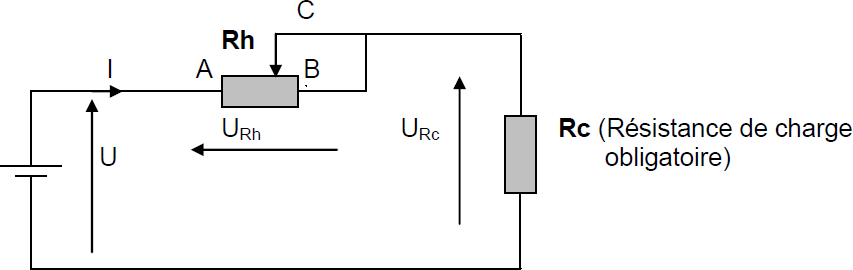 C
Rh
I
A
B
U
URh
URc
Rc (Résistance de charge
obligatoire)